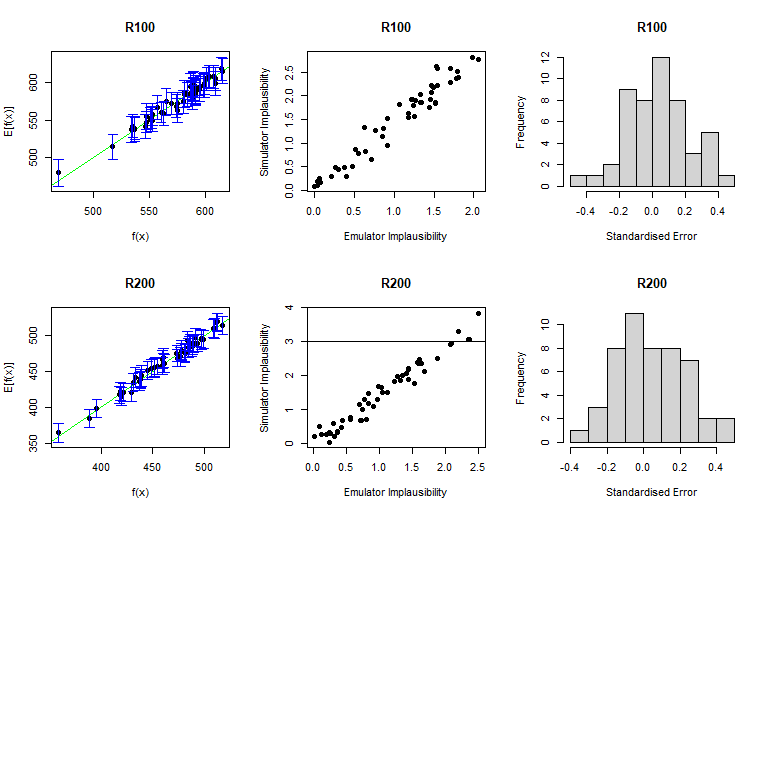 R100
R100
R100
E[f(x)]
500 550 600
500 550 600
f(x)
Simulator Implausibility
0.0 0.5 1.0 1.5 2.0 2.5
0.0 0.5 1.0 1.5 2.0
Emulator Implausibility
Frequency
0 2 4 6 8 10 12
-0.4 -0.2 0.0 0.2 0.4
Standardised Error
R200
R200
R200
E[f(x)]
350 400 450 500
400 450 500
f(x)
Simulator Implausibility
0 1 2 3 4
0.0 0.5 1.0 1.5 2.0 2.5
Emulator Implausibility
Frequency
0 2 4 6 8 10
-0.4 -0.2 0.0 0.2 0.4
Standardised Error